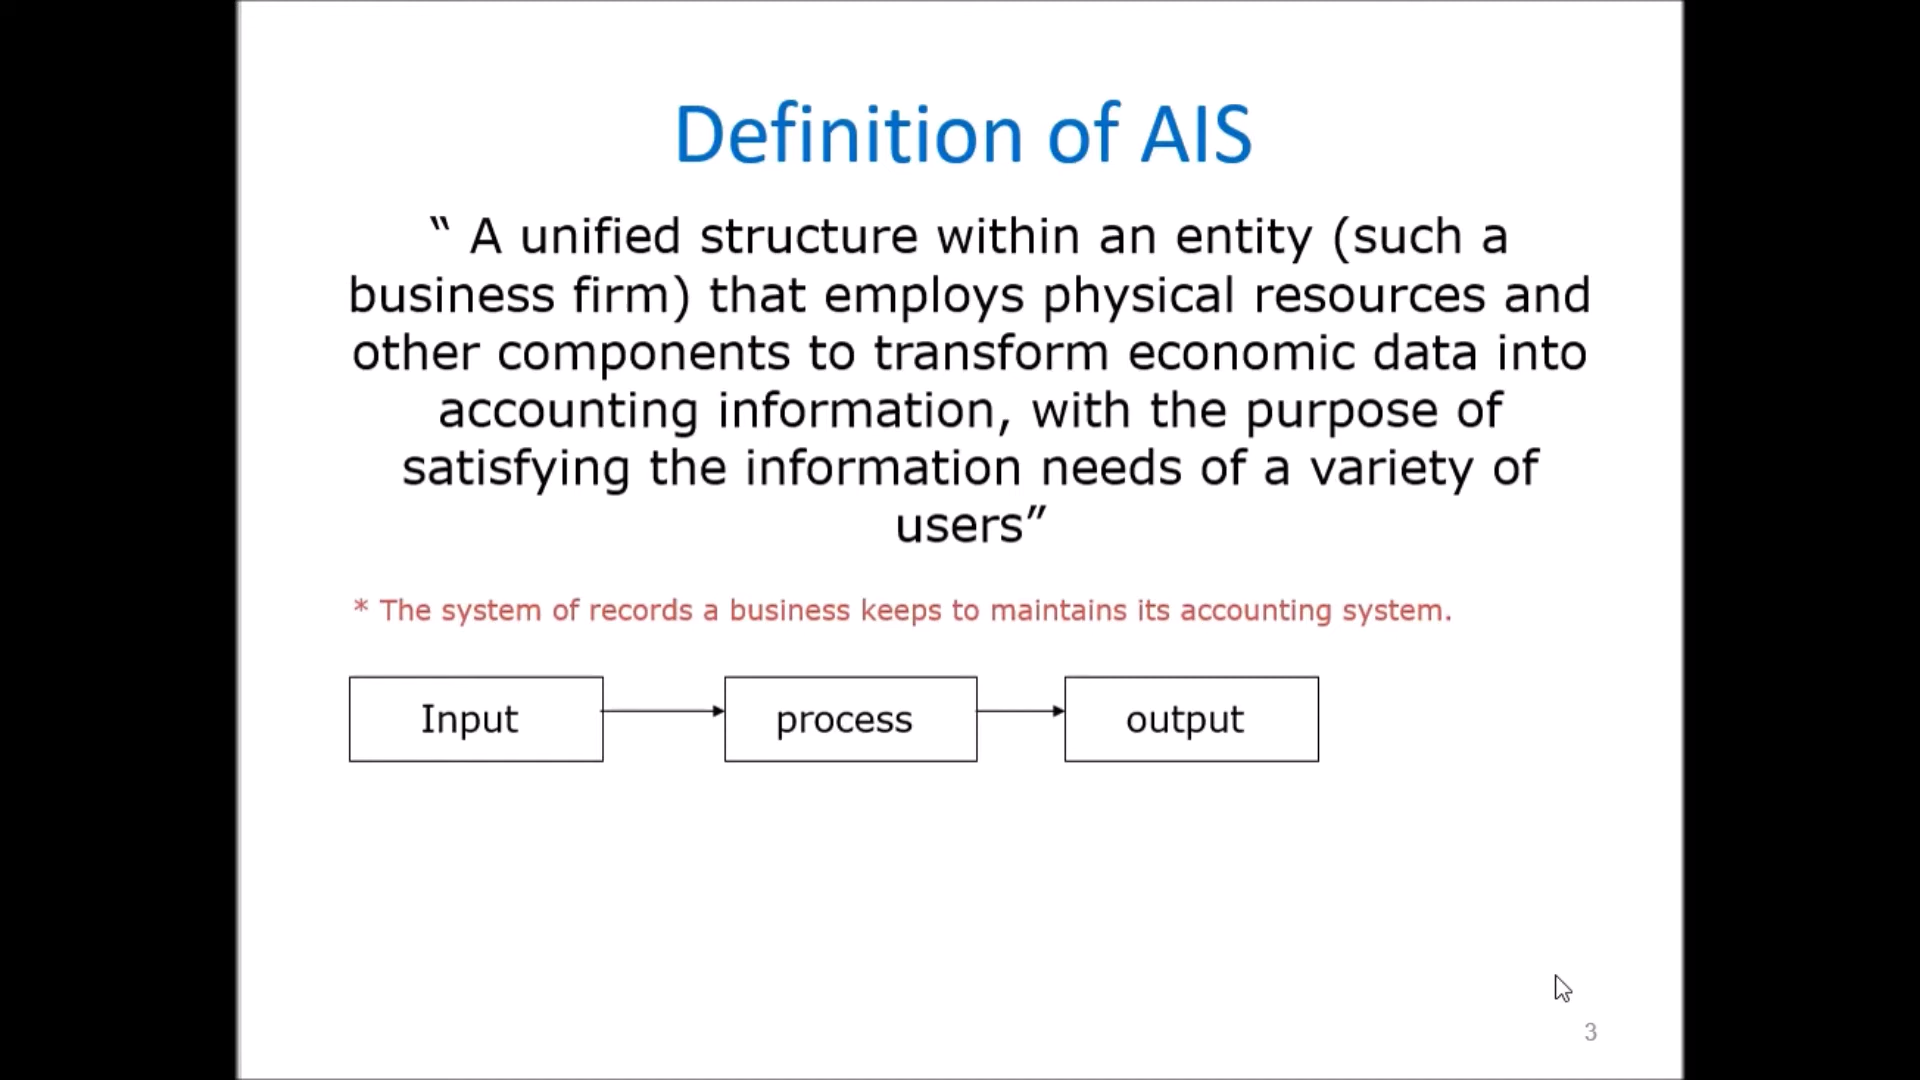 Definition of AIS
“ A unified structure within an entity (such a
business firm) that employs physical resources and
other components to transform economic data into
accounting information, with the purpose of
satisfying the information needs of a variety of
users”
* The system of records a business keeps to maintains its accounting system.
Input
process
output
3